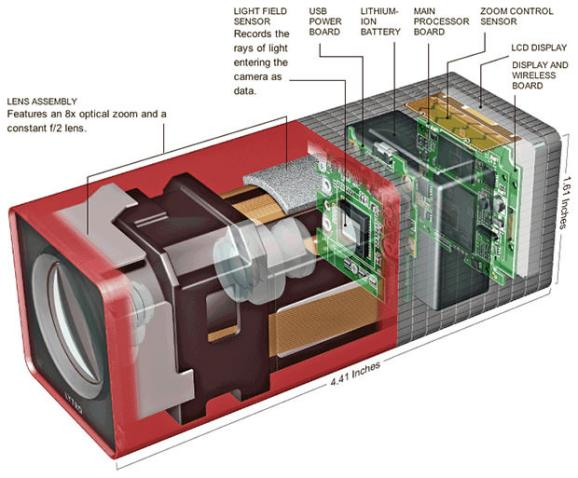 LIGHT FIELD
SENSOR
Records the
rays of light
entering the
camera as
data.
USB
POWER
BOARD
LITHIUM-
ION
BATTERY
MAIN
PROCESSOR
BOARD
ZOOM CONTROL
SENSOR
LCD DISPLAY
DISPLAY AND
WIRELESS
BOARD
LENS ASSEMBLY
Features an 8x optical zoom and a
constant f/2 lens.
1.61 Inches
4.41 Inches
LYTRO